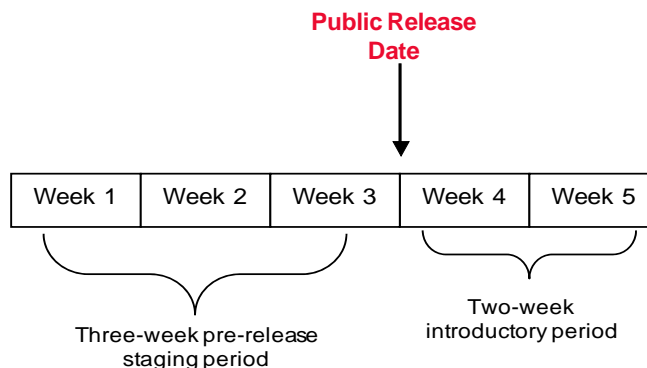 Public Release
Date
Week 1 Week 2 Week 3 Week 4 Week 5
Three-week pre-release
staging period
Two-week
introductory period